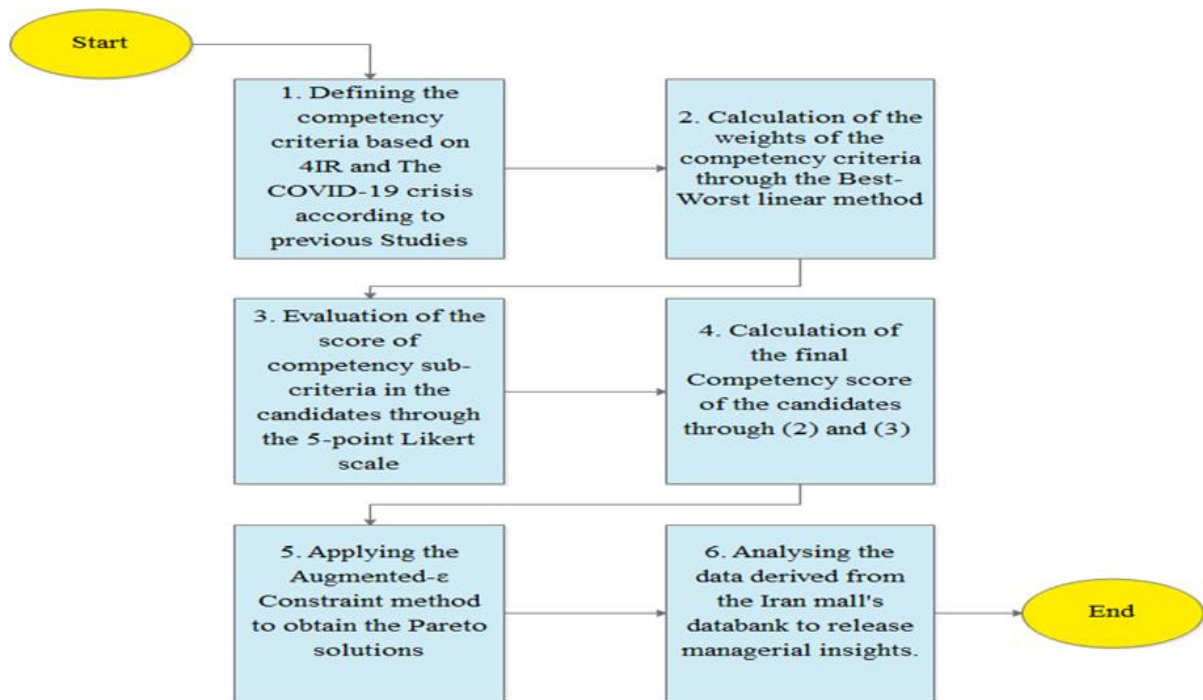 Start
1. Defining the
competency
criteria based on
4IR and The
COVID-19 crisis
according to
previous Studies
2. Calculation of the
weights of the
competency criteria
through the Best-
Worst linear method
3. Evaluation of the
score of
competency sub-
criteria in the
candidates through
the 5-point Likert
scale
4. Calculation of
the final
Competency score
of the candidates
through (2) and (3)
5. Applying the
Augmented-ε
Constraint method
to obtain the Pareto
solutions
6. Analysing the
data derived from
the Iran mall's
databank to release
managerial insights.
End